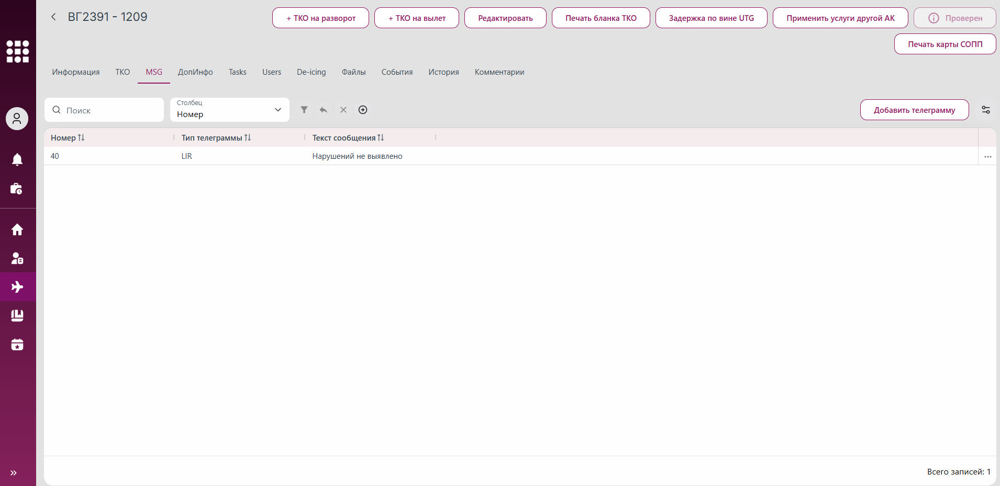 ВГ2391 - 1209
+ ТКО на разворот
+ ТКО на вылет
Редактировать
Печать бланка ТКО
Задержка по вине UTG
Применить услуги другой АК
Проверен
Печать карты СОПП
Информация
ТКО
MSG
ДопИнфо
Tasks
Users
De-icing
Файлы
События
История
Комментарии
Поиск
Столбец
Номер
Добавить телеграмму
Номер
Тип телеграммы
Текст сообщения
40
LIR
Нарушений не выявлено
Всего записей: 1